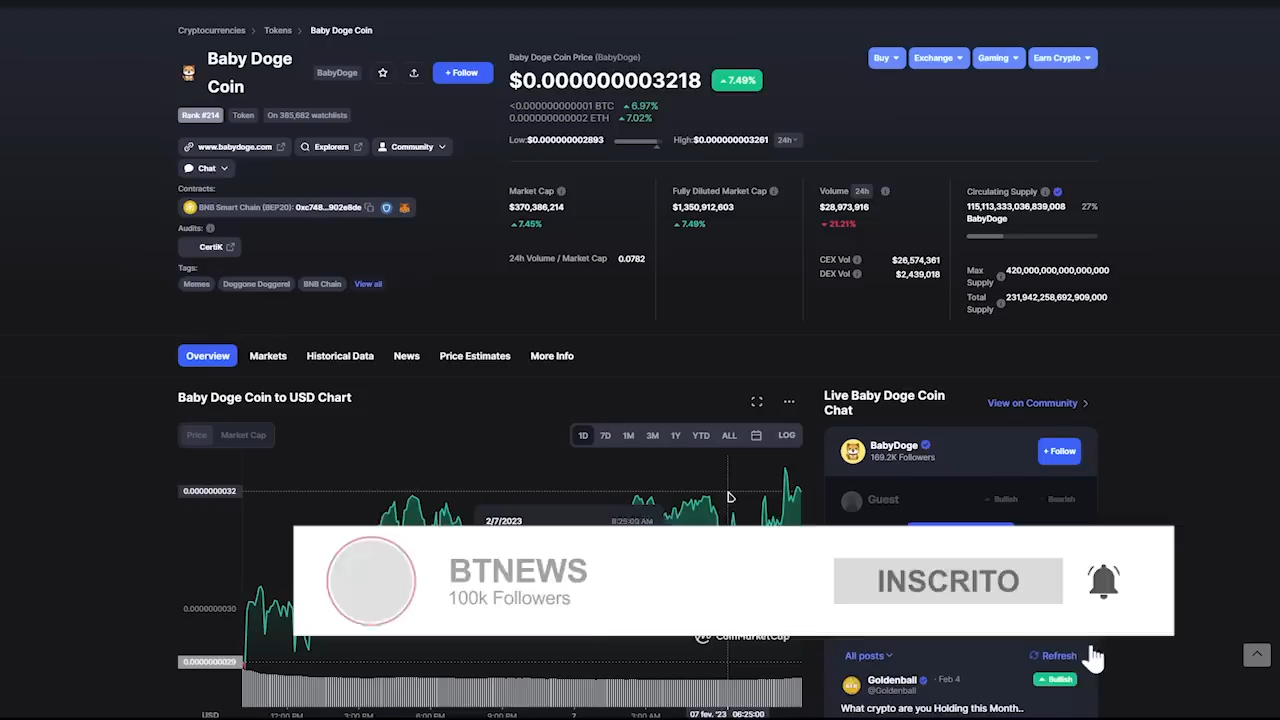 Cryptocurrencies > Tokens > Baby Doge Coin
Baby Doge
Coin
BabyDoge
+ Follow
Rank #214
Token
On 385,682 watchlists
www.babydoge.com
Explorers
Community
Chat
Contracts:
BNB Smart Chain (BEP20): 0xc748...902e8de
Audits:
CertiK
Tags:
Memes
Doggone Doggerel
BNB Chain
View all
Baby Doge Coin Price (BabyDoge)
$0.000000003218
7.49%
<0.000000000001 BTC 6.97%
0.000000000002 ETH 7.02%
Low:$0.000000002893
High:$0.000000003261
24h
Buy
Exchange
Gaming
Earn Crypto
Market Cap
$370,386,214
7.45%
24h Volume / Market Cap 0.0782
Fully Diluted Market Cap
$1,350,912,603
7.49%
Volume 24h
$28,973,916
21.21%
CEX Vol $26,574,361
DEX Vol $2,439,018
Circulating Supply
115,113,333,036,839,008 27%
BabyDoge
Max
Supply
420,000,000,000,000,000
Total
Supply
231,942,258,692,909,000
Overview
Markets
Historical Data
News
Price Estimates
More Info
Baby Doge Coin to USD Chart
Price
Market Cap
1D
7D
1M
3M
1Y
YTD
ALL
LOG
0.0000000032
0.0000000030
0.0000000029
2/7/2023 8:25:00 AM
CoinMarketCap
USD
12:00 PM
3:00 PM
6:00 PM
9:00 PM
7
3:00 AM
07 fev. '23 06:25:00
Live Baby Doge Coin
Chat
View on Community >
BabyDoge
169.2K Followers
+ Follow
Guest
Bullish
Bearish
BTNEWS
100k Followers
INSCRITO
All posts
Refresh
Goldenball · Feb 4
@Goldenball
Bullish
What crypto are you Holding this Month..